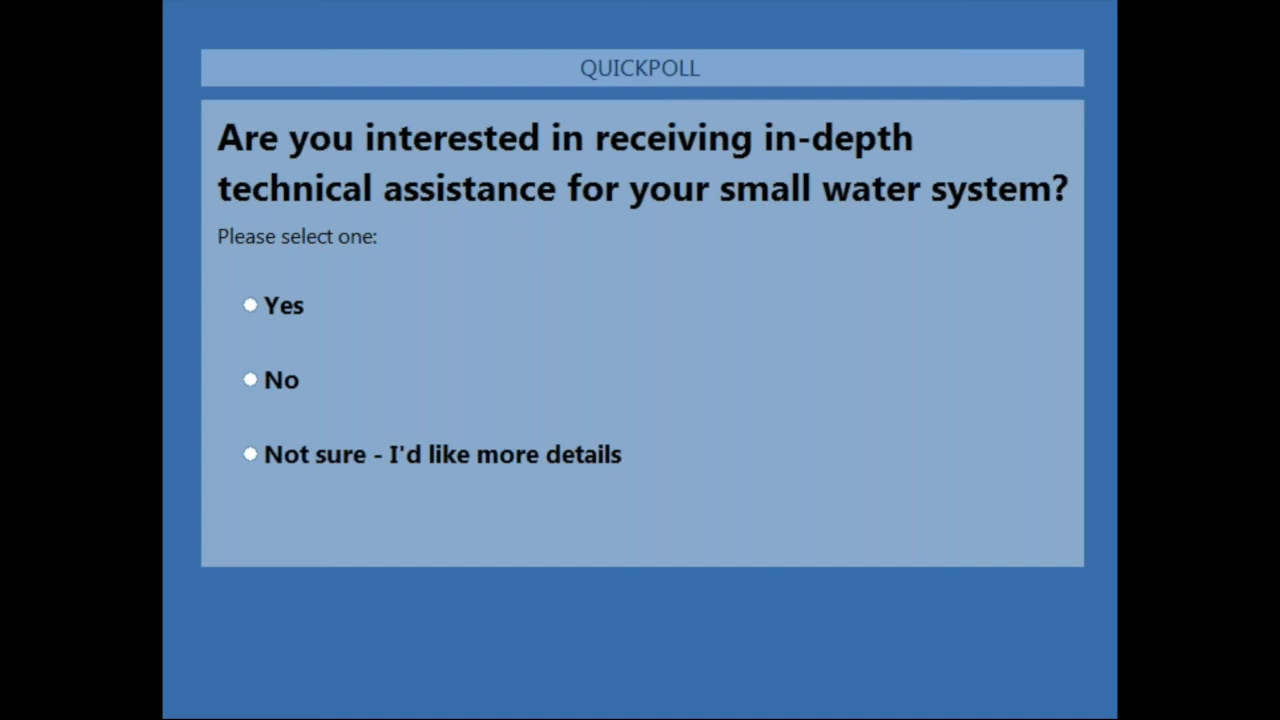 QUICKPOLL
Are you interested in receiving in-depth
technical assistance for your small water system?
Please select one:
Yes
No
Not sure - I'd like more details